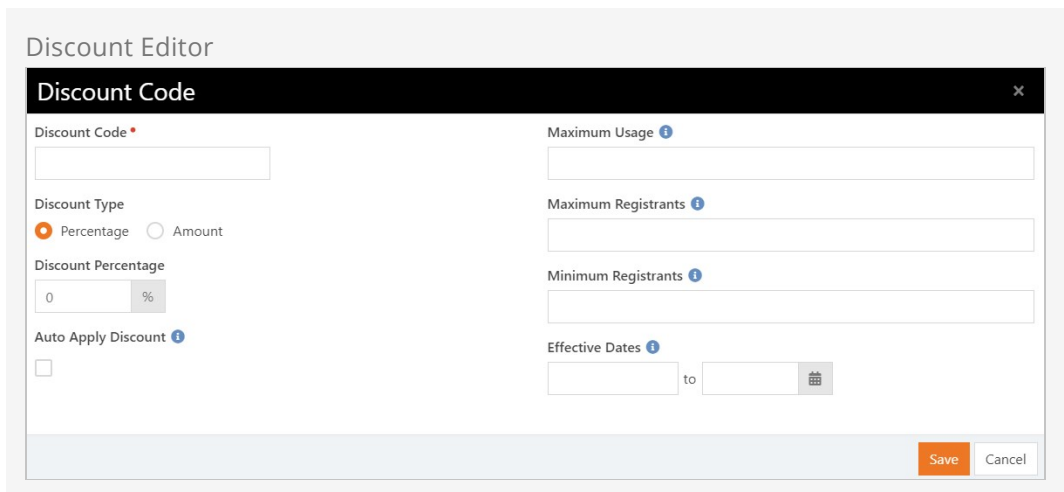 Discount Editor
Discount Code
×
Discount Code
Discount Type
Percentage Amount
Discount Percentage
0 %
Auto Apply Discount
Maximum Usage
Maximum Registrants
Minimum Registrants
Effective Dates
to
Save Cancel